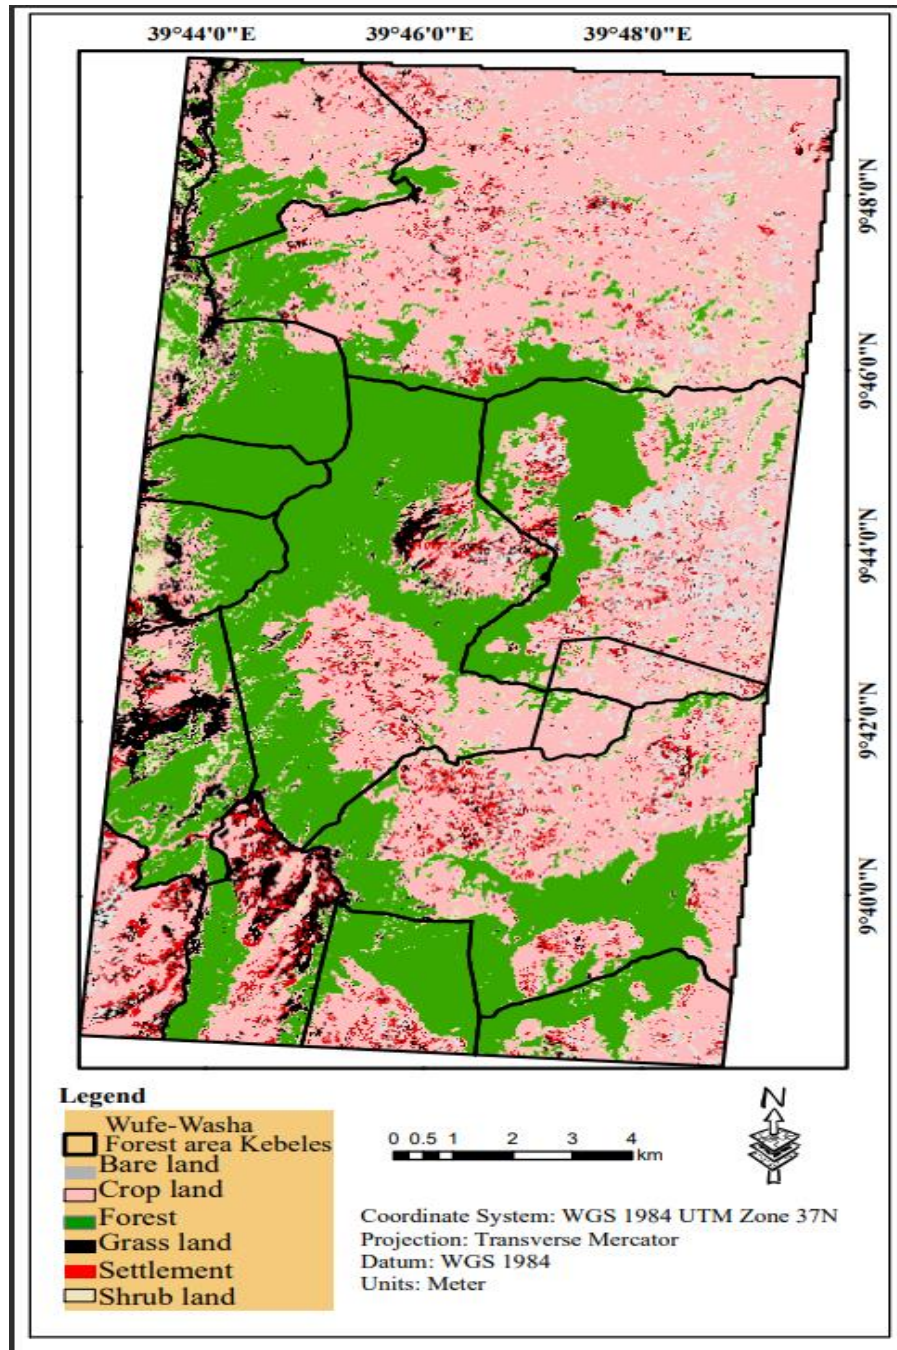 39°44'0"E 39°46'0"E 39°48'0"E
9°48'0"N
9°46'0"N
9°44'0"N
9°42'0"N
9°40'0"N
Legend
Wufe-Washa
Forest area Kebeles
Bare land
Crop land
Forest
Grass land
Settlement
Shrub land
0 0.5 1 2 3 4
km
N
Coordinate System: WGS 1984 UTM Zone 37N
Projection: Transverse Mercator
Datum: WGS 1984
Units: Meter